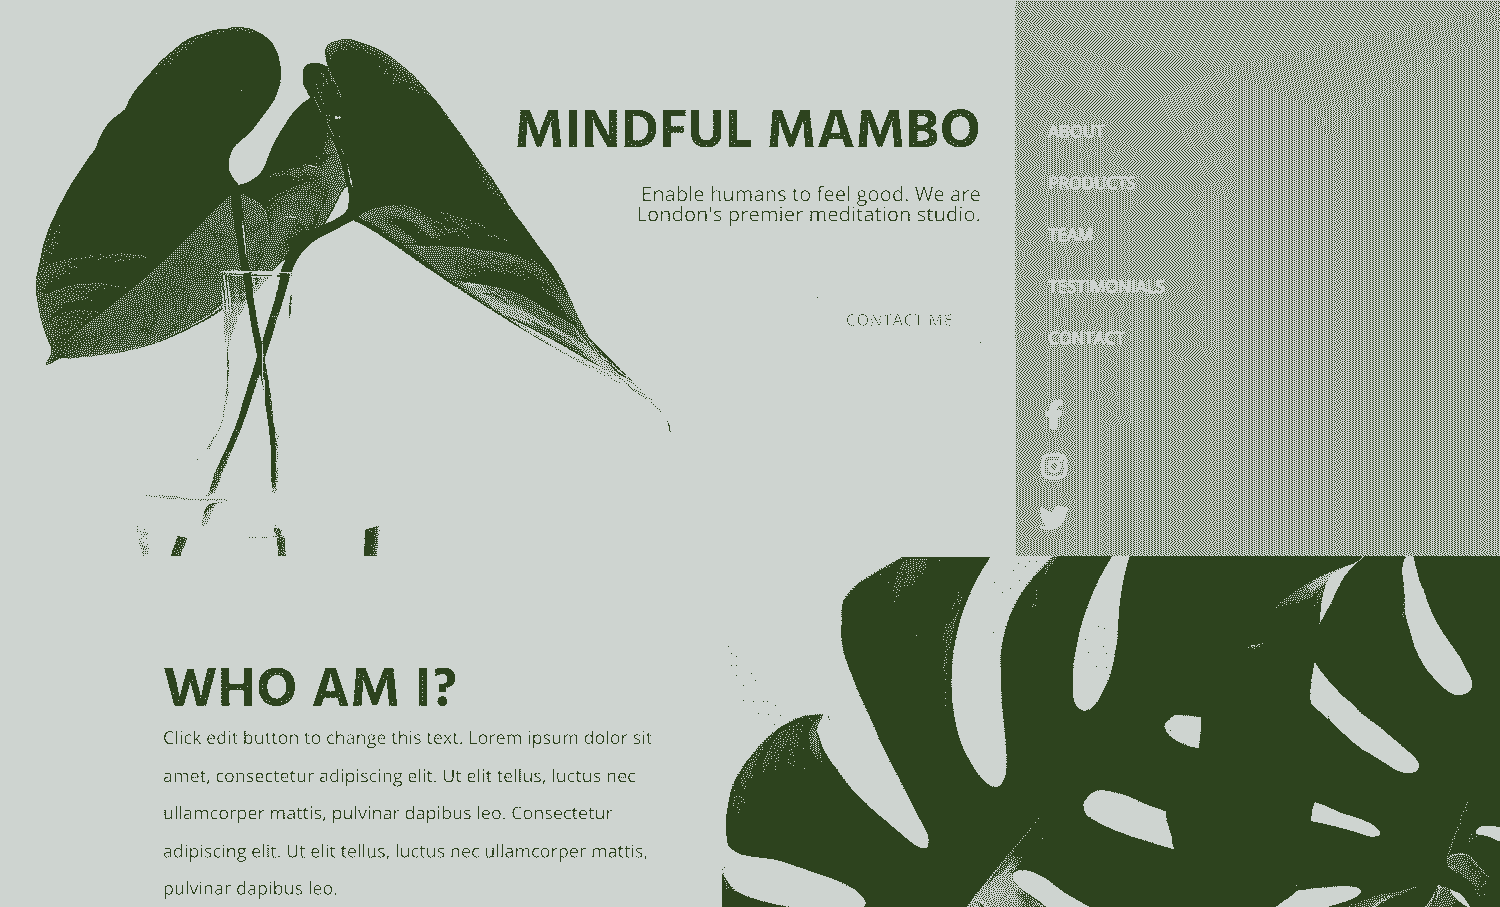 MINDFUL MAMBO
Enable humans to feel good. We are
London's premier meditation studio.
CONTACT ME
ABOUT
PRODUCTS
TEAM
TESTIMONIALS
CONTACT
WHO AM I?
Click edit button to change this text. Lorem ipsum dolor sit
amet, consectetur adipiscing elit. Ut elit tellus, luctus nec
ullamcorper mattis, pulvinar dapibus leo. Consectetur
adipiscing elit. Ut elit tellus, luctus nec ullamcorper mattis,
pulvinar dapibus leo.